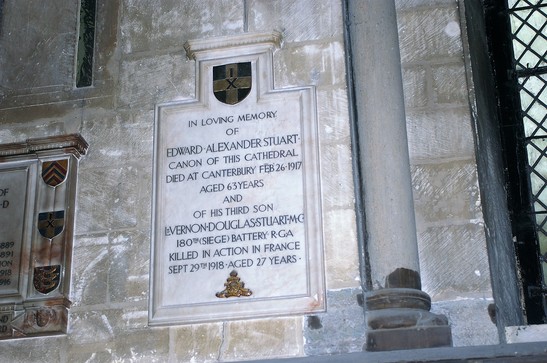 I
X
IN LOVING MEMORY
OF
EDWARD·ALEXANDER STUART·
CANON OF THIS CATHEDRAL
DIED AT CANTERBURY FEB 26·1917
AGED 63 YEARS
AND
OF HIS THIRD SON
Lt VERNON·DOUGLAS STUART·M·C·
180TH (SIEGE) BATTERY·R·G·A·
KILLED IN ACTION IN FRANCE
SEPT 29TH 1918·AGED 27 YEARS·